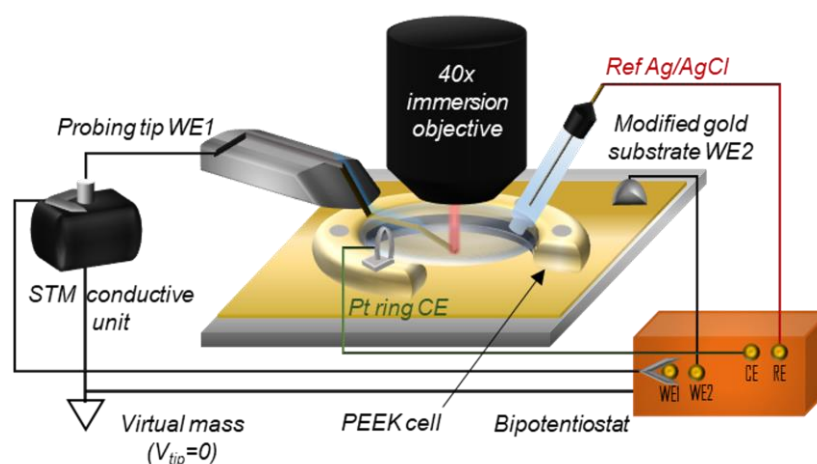 40x
immersion
objective
Ref Ag/AgCl
Probing tip WE1
Modified gold
substrate WE2
STM conductive
unit
Pt ring CE
CE RE
WE1 WE2
Virtual mass
(Vtip=0)
PEEK cell
Bipotentiostat